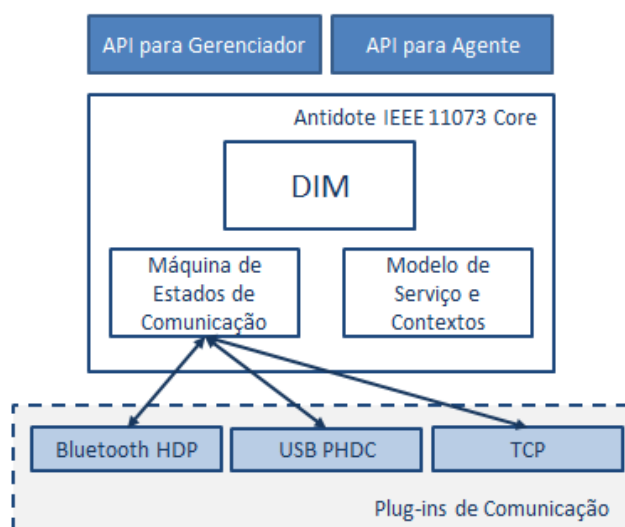 API para Gerenciador
API para Agente
Antidote IEEE 11073 Core
DIM
Máquina de
Estados de
Comunicação
Modelo de
Serviço e
Contextos
Bluetooth HDP
USB PHDC
TCP
Plug-ins de Comunicação